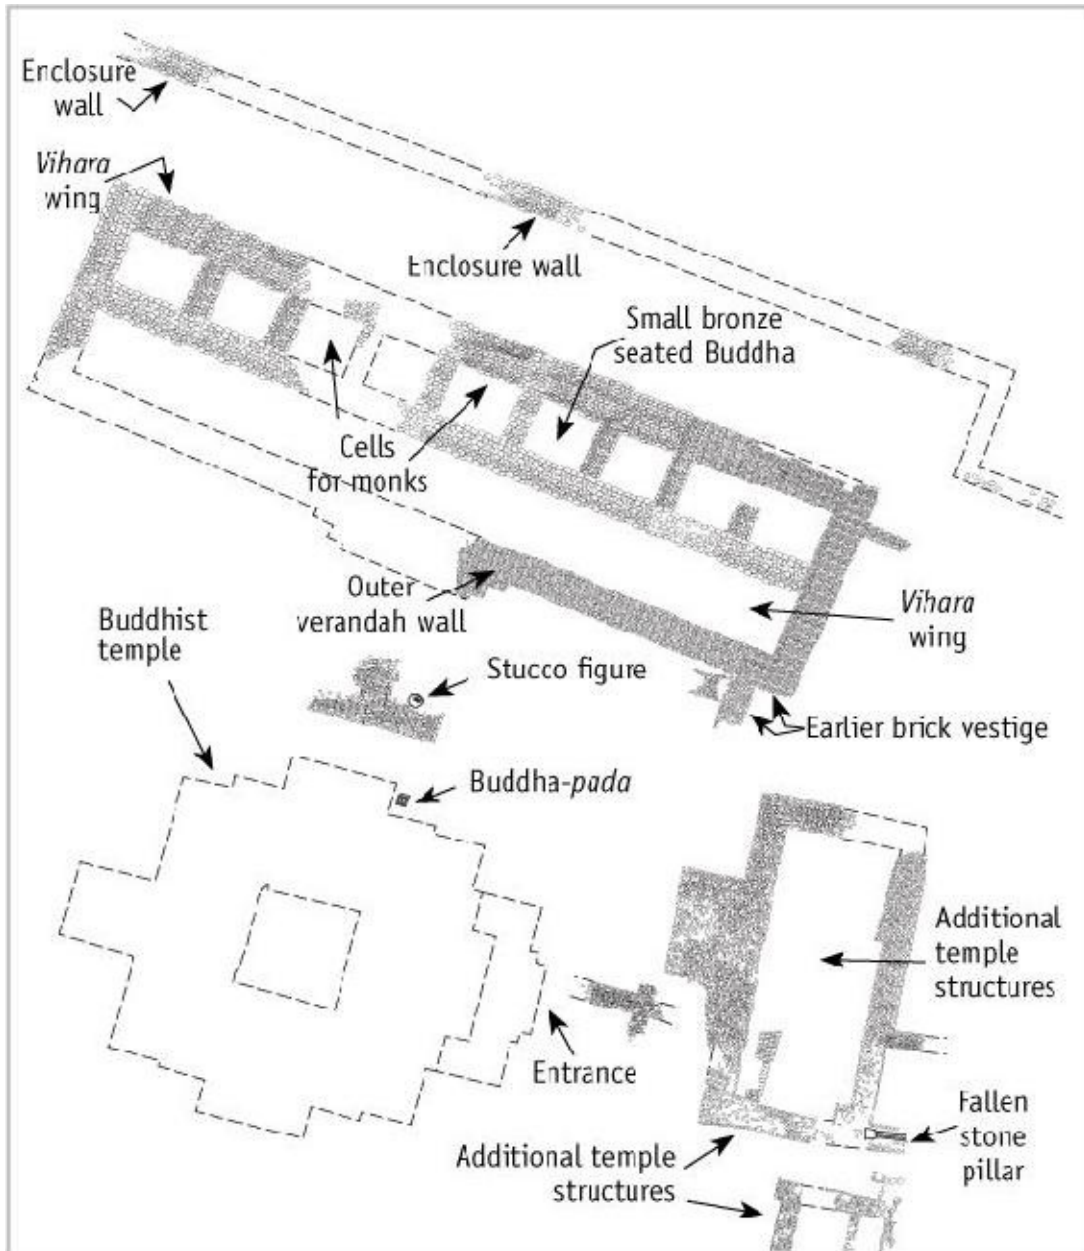 Enclosure
wall
Vihara
wing
Enclosure wall
Small bronze
seated Buddha
Cells
for monks
Outer
verandah wall
Vihara
wing
Buddhist
temple
Stucco figure
Earlier brick vestige
Buddha-pada
Additional
temple
structures
Entrance
Fallen
stone
pillar
Additional temple
structures